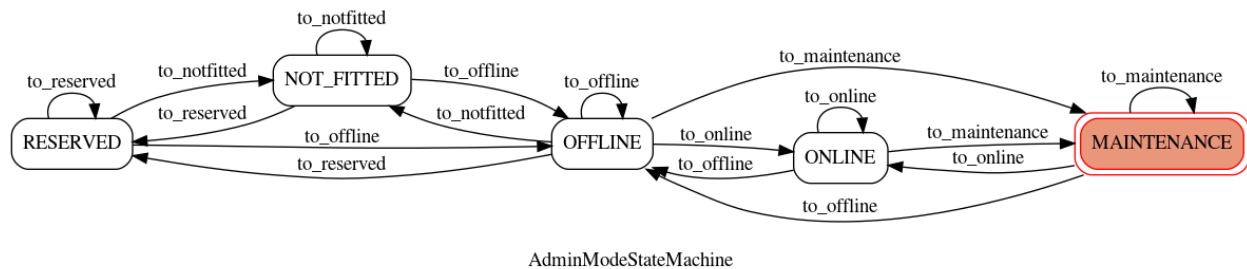 to_notfitted
to_maintenance
to_reserved
to_notfitted
NOT_FITTED
to_offline
to_offline
to_online
to_maintenance
to_reserved
to_notfitted
RESERVED
to_offline
OFFLINE
to_online
ONLINE
to_maintenance
MAINTENANCE
to_reserved
to_offline
to_online
to_offline
AdminModeStateMachine